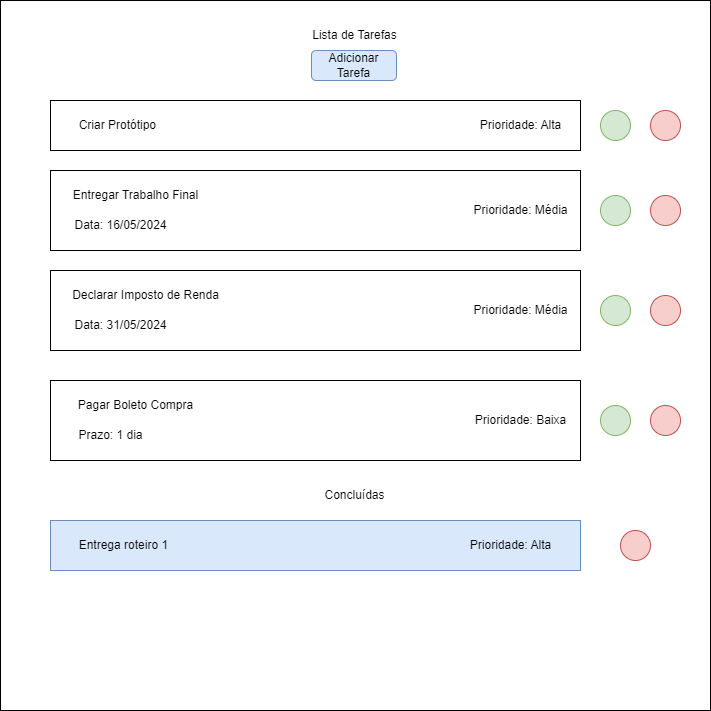 Lista de Tarefas
Adicionar
Tarefa
Criar Protótipo
Prioridade: Alta
Entregar Trabalho Final
Prioridade: Média
Data: 16/05/2024
Declarar Imposto de Renda
Prioridade: Média
Data: 31/05/2024
Pagar Boleto Compra
Prioridade: Baixa
Prazo: 1 dia
Concluídas
Entrega roteiro 1
Prioridade: Alta